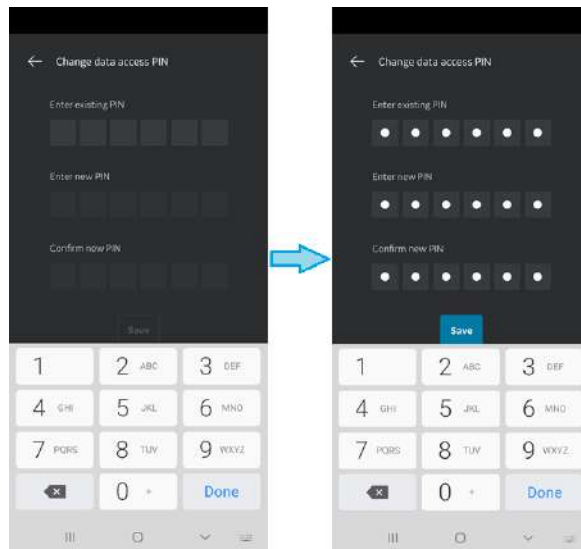 Change data access PIN
Enter existing PIN
Enter new PIN
Confirm new PIN
Save
1
2 ABC
3 DEF
4 GHI
5 JKL
6 MNO
7 PQRS
8 TUV
9 WXYZ
0 +
Done
Change data access PIN
Enter existing PIN
Enter new PIN
Confirm new PIN
Save
1
2 ABC
3 DEF
4 GHI
5 JKL
6 MNO
7 PQRS
8 TUV
9 WXYZ
0 +
Done